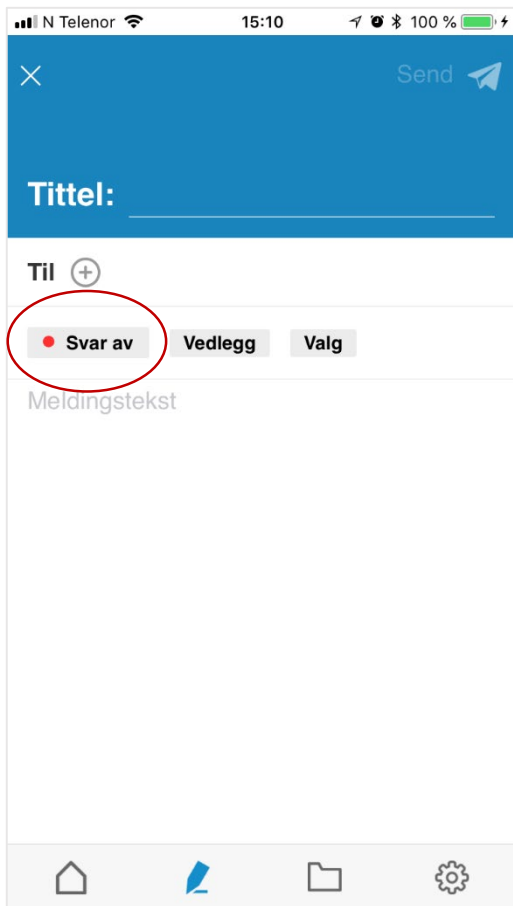 N Telenor 15:10 100 %
Send
Tittel:
Til
Svar av Vedlegg Valg
Meldingstekst